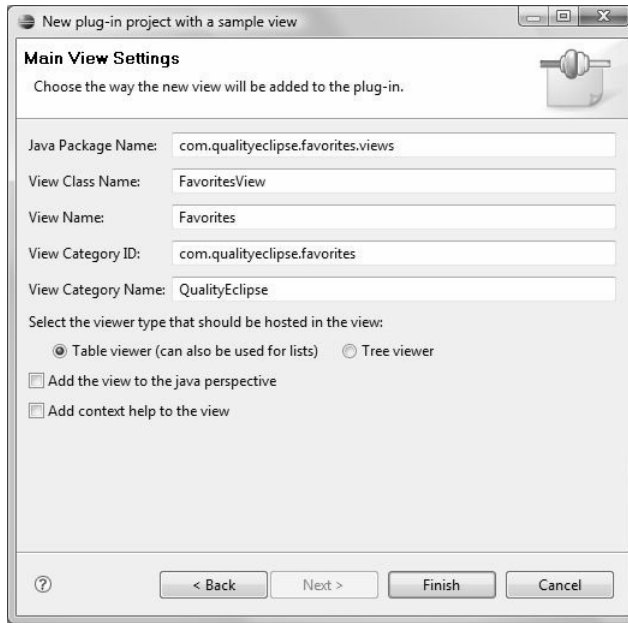 New plug-in project with a sample view
Main View Settings
Choose the way the new view will be added to the plug-in.
Java Package Name: com.qualityeclipse.favorites.views
View Class Name: FavoritesView
View Name: Favorites
View Category ID: com.qualityeclipse.favorites
View Category Name: QualityEclipse
Select the viewer type that should be hosted in the view:
Table viewer (can also be used for lists) Tree viewer
Add the view to the java perspective
Add context help to the view
? < Back Next > Finish Cancel